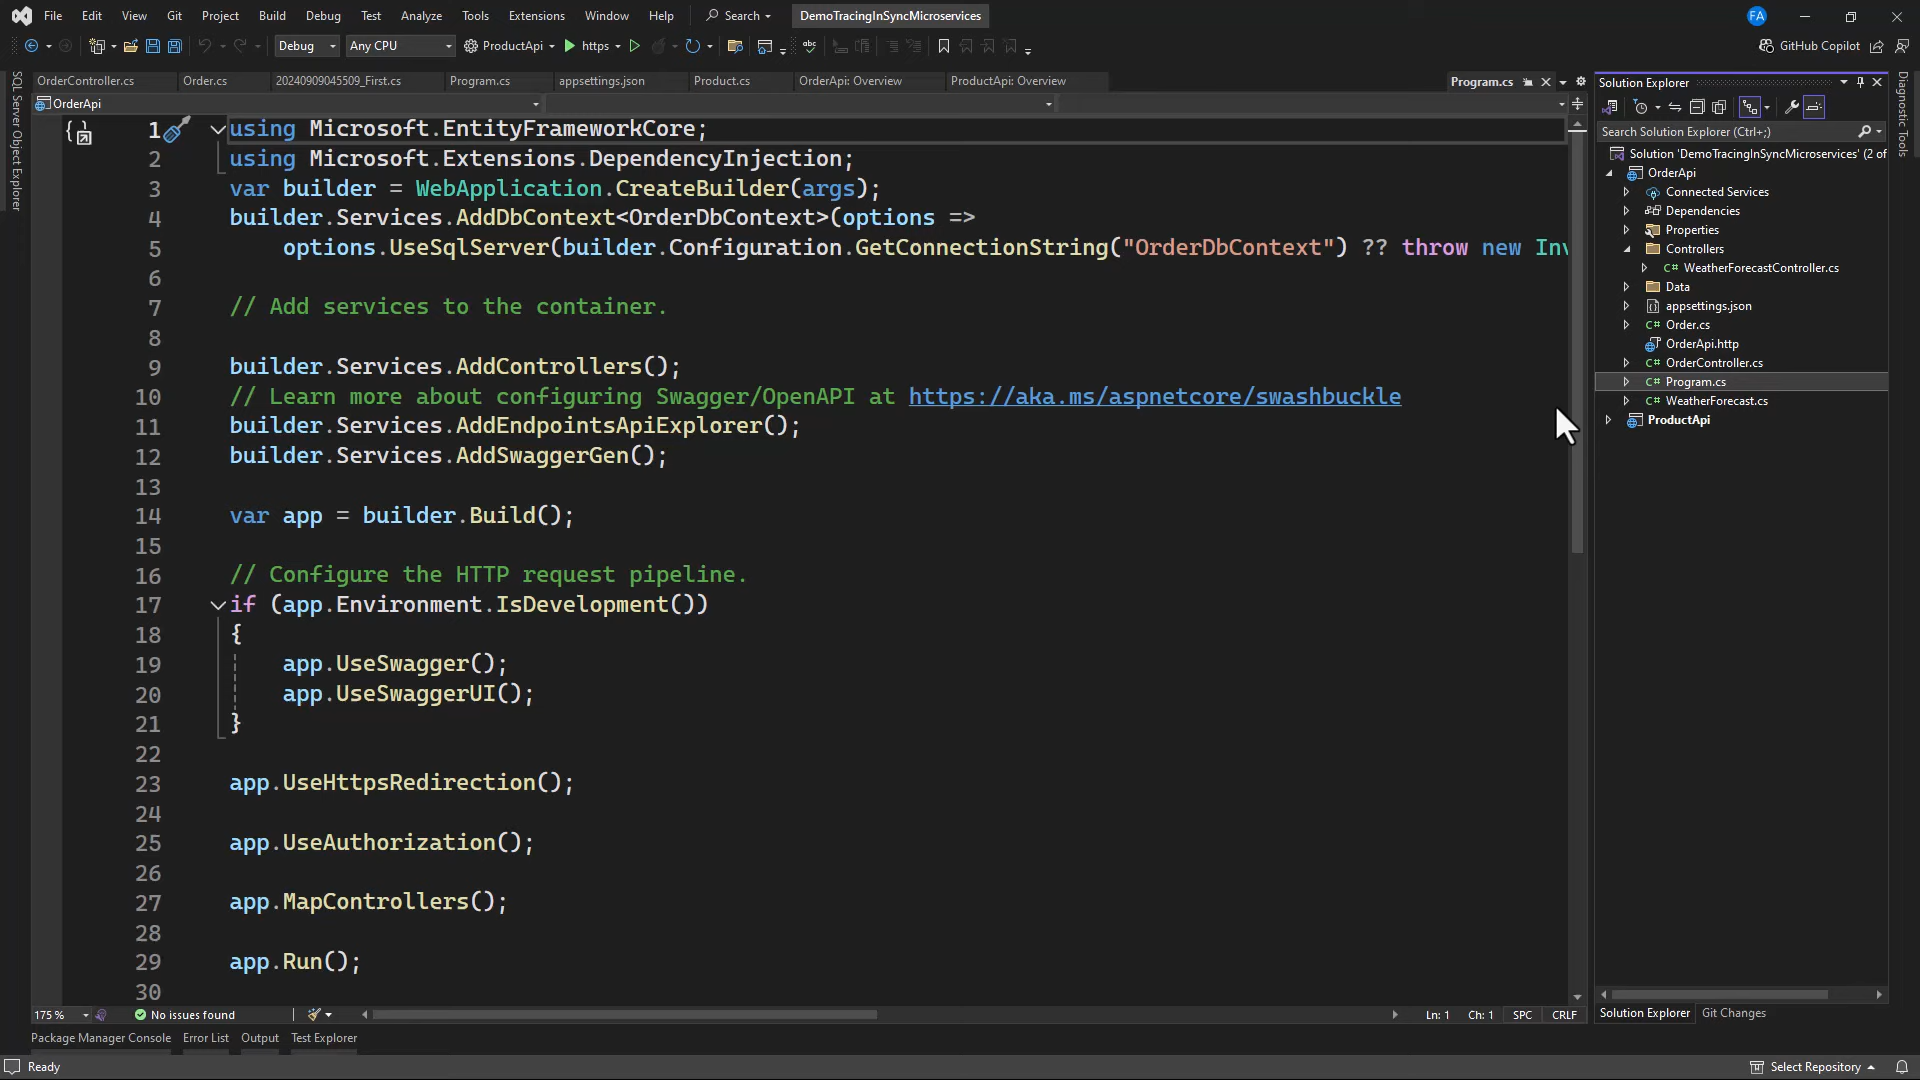 File Edit View Git Project Build Debug Test Analyze Tools Extensions Window Help Search DemoTracingInSyncMicroservices FA
Debug Any CPU ProductApi https GitHub Copilot
OrderController.cs Order.cs 20240909045509_First.cs Program.cs appsettings.json Product.cs OrderApi: Overview ProductApi: Overview Program.cs
OrderApi
SQL Server Object Explorer
1 using Microsoft.EntityFrameworkCore;
2 using Microsoft.Extensions.DependencyInjection;
3 var builder = WebApplication.CreateBuilder(args);
4 builder.Services.AddDbContext<OrderDbContext>(options =>
5 options.UseSqlServer(builder.Configuration.GetConnectionString("OrderDbContext") ?? throw new Inv
6
7 // Add services to the container.
8
9 builder.Services.AddControllers();
10 // Learn more about configuring Swagger/OpenAPI at https://aka.ms/aspnetcore/swashbuckle
11 builder.Services.AddEndpointsApiExplorer();
12 builder.Services.AddSwaggerGen();
13
14 var app = builder.Build();
15
16 // Configure the HTTP request pipeline.
17 if (app.Environment.IsDevelopment())
18 {
19 app.UseSwagger();
20 app.UseSwaggerUI();
21 }
22
23 app.UseHttpsRedirection();
24
25 app.UseAuthorization();
26
27 app.MapControllers();
28
29 app.Run();
30
175 % No issues found Ln: 1 Ch: 1 SPC CRLF
Package Manager Console Error List Output Test Explorer
Ready Select Repository
Solution Explorer
Search Solution Explorer (Ctrl+;)
Solution 'DemoTracingInSyncMicroservices' (2 of
OrderApi
Connected Services
Dependencies
Properties
Controllers
C# WeatherForecastController.cs
Data
appsettings.json
C# Order.cs
OrderApi.http
C# OrderController.cs
C# Program.cs
C# WeatherForecast.cs
ProductApi
Solution Explorer Git Changes
Diagnostic Tools